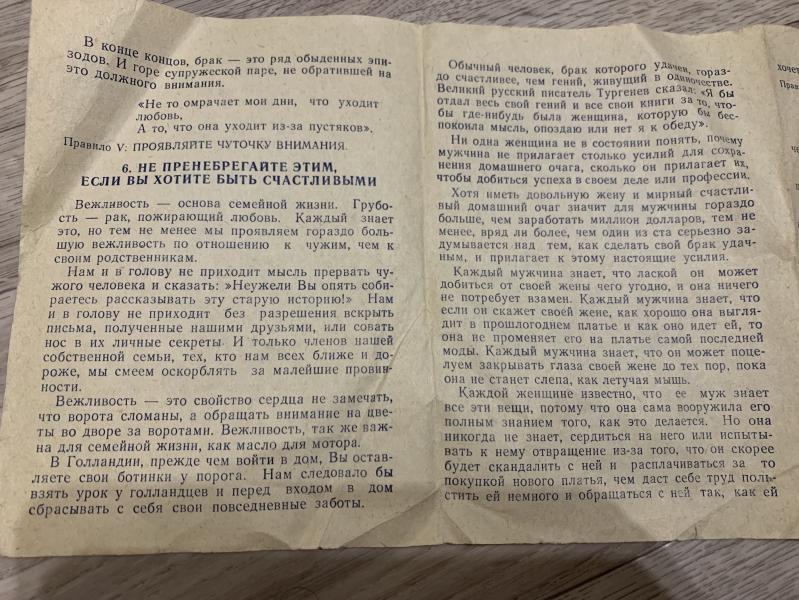 В конце концов, брак — это ряд обыденных эпи-
зодов. И горе супружеской паре, не обратившей на
это должного внимания.
«Не то омрачает мои дни, что уходит
любовь,
А то, что она уходит из-за пустяков».
Правило V: ПРОЯВЛЯЙТЕ ЧУТОЧКУ ВНИМАНИЯ.
6. НЕ ПРЕНЕБРЕГАЙТЕ ЭТИМ,
ЕСЛИ ВЫ ХОТИТЕ БЫТЬ СЧАСТЛИВЫМИ
Вежливость — основа семейной жизни. Грубо-
сть — рак, пожирающий любовь. Каждый знает
это, но тем не менее мы проявляем гораздо боль-
шую вежливость по отношению к чужим, чем к
своим родственникам.
Нам и в голову не приходит мысль прервать чу-
жого человека и сказать: »Неужели Вы опять соби-
раетесь рассказывать эту старую историю!» Нам
и в голову не приходит без разрешения вскрыть
письма, полученные нашими друзьями, или совать
нос в их личные секреты. И только членов нашей
собственной семьи, тех, кто нам всех ближе и до-
роже, мы смеем оскорблять за малейшие провин-
ности.
Вежливость — это свойство сердца не замечать,
что ворота сломаны, а обращать внимание на цве-
ты во дворе за воротами. Вежливость, так же важ-
на для семейной жизни, как масло для мотора.
В Голландии, прежде чем войти в дом, Вы остав-
ляете свои ботинки у порога. Нам следовало бы
взять урок у голландцев и перед входом в дом
сбрасывать с себя свои повседневные заботы.
Обычный человек, брак которого удачен, гораз-
до счастливее, чем гений, живущий в одиночестве.
Великий русский писатель Тургенев сказал: «Я бы
отдал весь свой гений и все свои книги за то, что-
бы где-нибудь была женщина, которую бы бес-
покоила мысль, опоздаю или нет я к обеду».
Ни одна женщина не в состоянии понять, почему
мужчина не прилагает столько усилий для сохра-
нения домашнего очага, сколько он прилагает их,
чтобы добиться успеха в своем деле или профессии.
Хотя иметь довольную жену и мирный счастли-
вый домашний очаг значит для мужчины гораздо
больше, чем заработать миллион долларов, тем не
менее, вряд ли более, чем один из ста серьезно за-
думывается над тем, как сделать свой брак удач-
ным, и прилагает к этому настоящие усилия.
Каждый мужчина знает, что лаской он может
добиться от своей жены чего угодно, и она ничего
не потребует взамен. Каждый мужчина знает, что
если он скажет своей жене, как хорошо она выгля-
дит в прошлогоднем платье и как оно идет ей, то
она не променяет его на платье самой последней
моды. Каждый мужчина знает, что он может поце-
луем закрывать глаза своей жене до тех пор, пока
она не станет слепа, как летучая мышь.
Каждой женщине известно, что ее муж знает
все эти вещи, потому что она сама вооружила его
полным знанием того, как это делается. Но она
никогда не знает, сердиться на него или испыты-
вать к нему отвращение из-за того, что он скорее
будет скандалить с ней и расплачиваться за то
покупкой нового платья, чем даст себе труд поль-
стить ей немного и обращаться с ней так, как ей
хочет